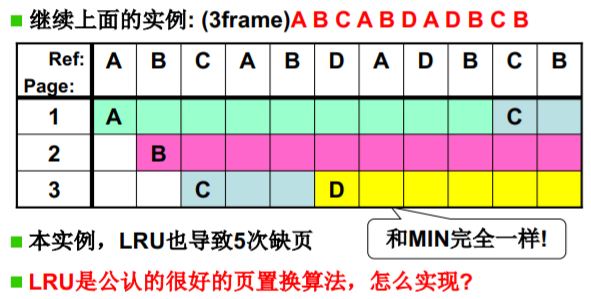 继续上面的实例: (3frame)A B C A B D A D B C B
Ref: A B C A B D A D B C B
Page:
1 A C
2 B
3 C D
本实例，LRU也导致5次缺页
和MIN完全一样!
LRU是公认的很好的页置换算法，怎么实现?